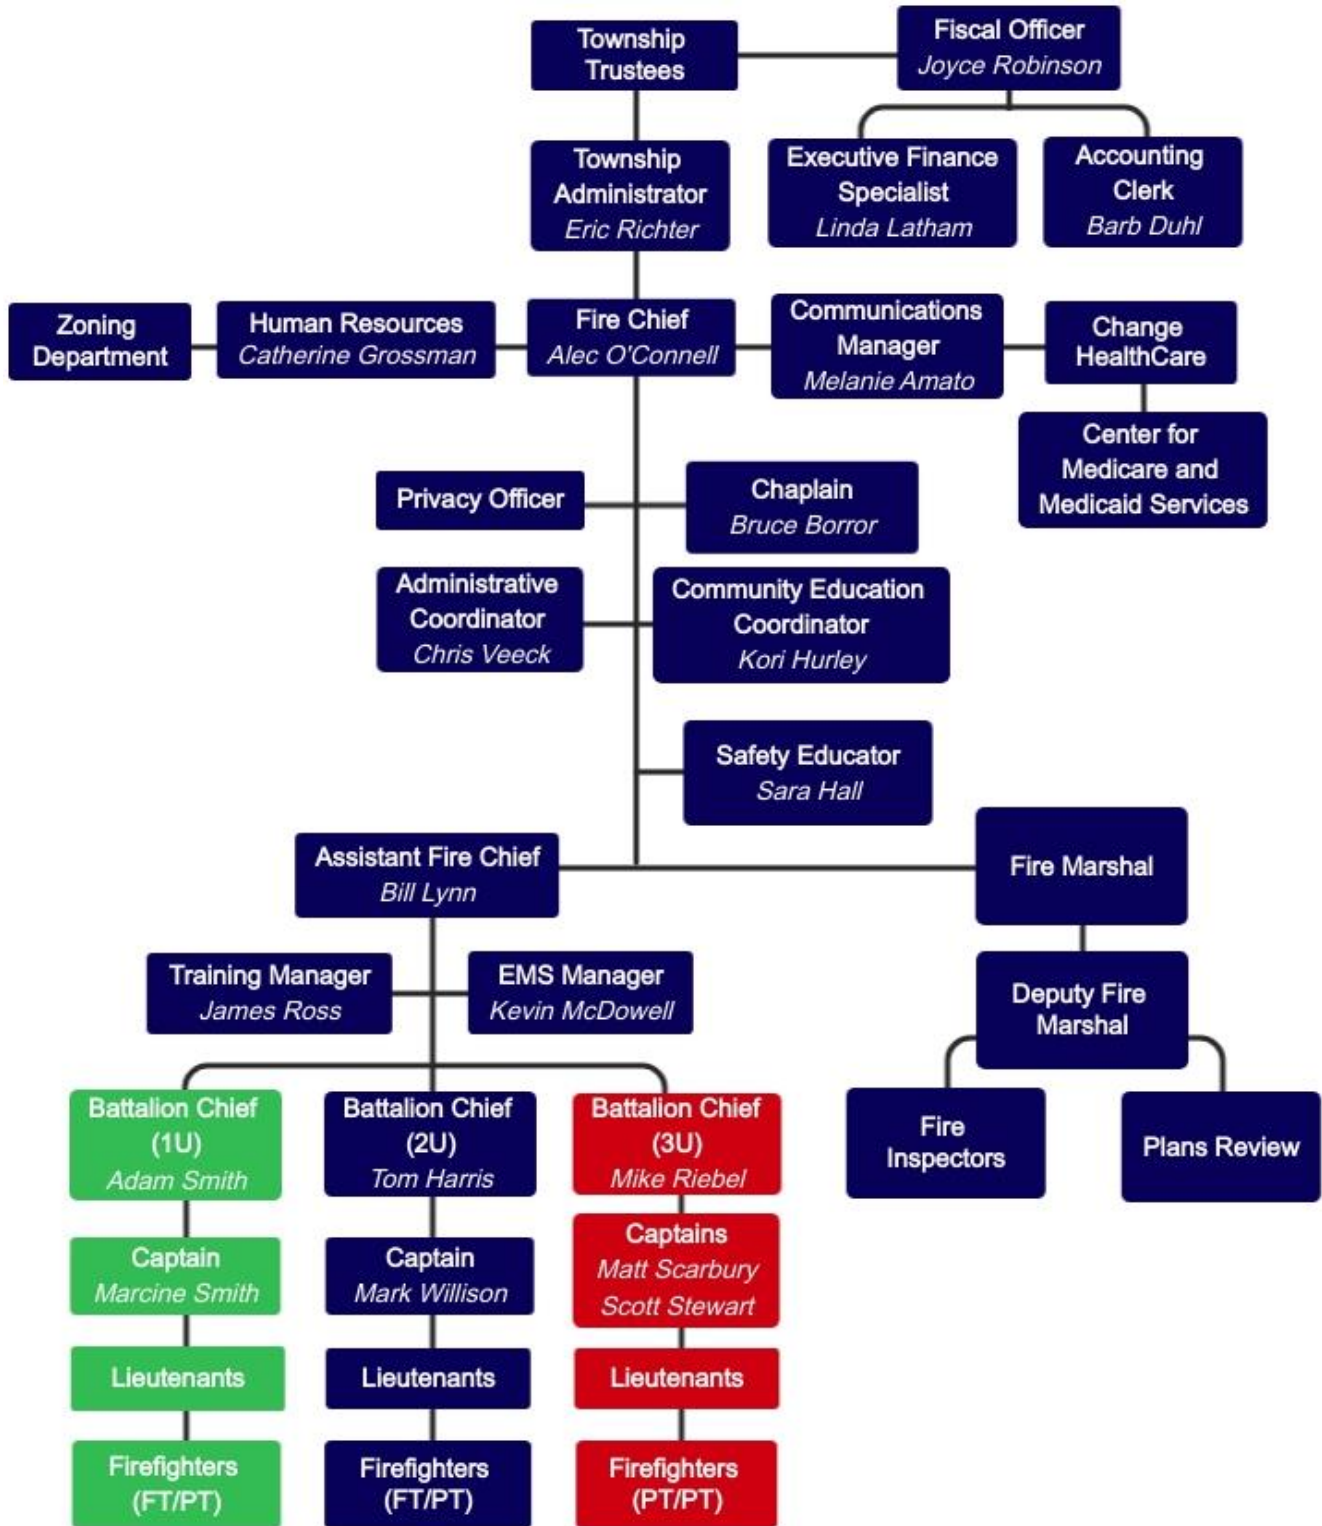 Township
Trustees
Fiscal Officer
Joyce Robinson
Township
Administrator
Eric Richter
Executive Finance
Specialist
Linda Latham
Accounting
Clerk
Barb Duhl
Zoning
Department
Human Resources
Catherine Grossman
Fire Chief
Alec O'Connell
Communications
Manager
Melanie Amato
Change
HealthCare
Center for
Medicare and
Medicaid Services
Privacy Officer
Chaplain
Bruce Borror
Administrative
Coordinator
Chris Veeck
Community Education
Coordinator
Kori Hurley
Safety Educator
Sara Hall
Assistant Fire Chief
Bill Lynn
Fire Marshal
Training Manager
James Ross
EMS Manager
Kevin McDowell
Deputy Fire
Marshal
Battalion Chief
(1U)
Adam Smith
Battalion Chief
(2U)
Tom Harris
Battalion Chief
(3U)
Mike Riebel
Fire
Inspectors
Plans Review
Captain
Marcine Smith
Captain
Mark Willison
Captains
Matt Scarbury
Scott Stewart
Lieutenants
Lieutenants
Lieutenants
Firefighters
(FT/PT)
Firefighters
(FT/PT)
Firefighters
(PT/PT)